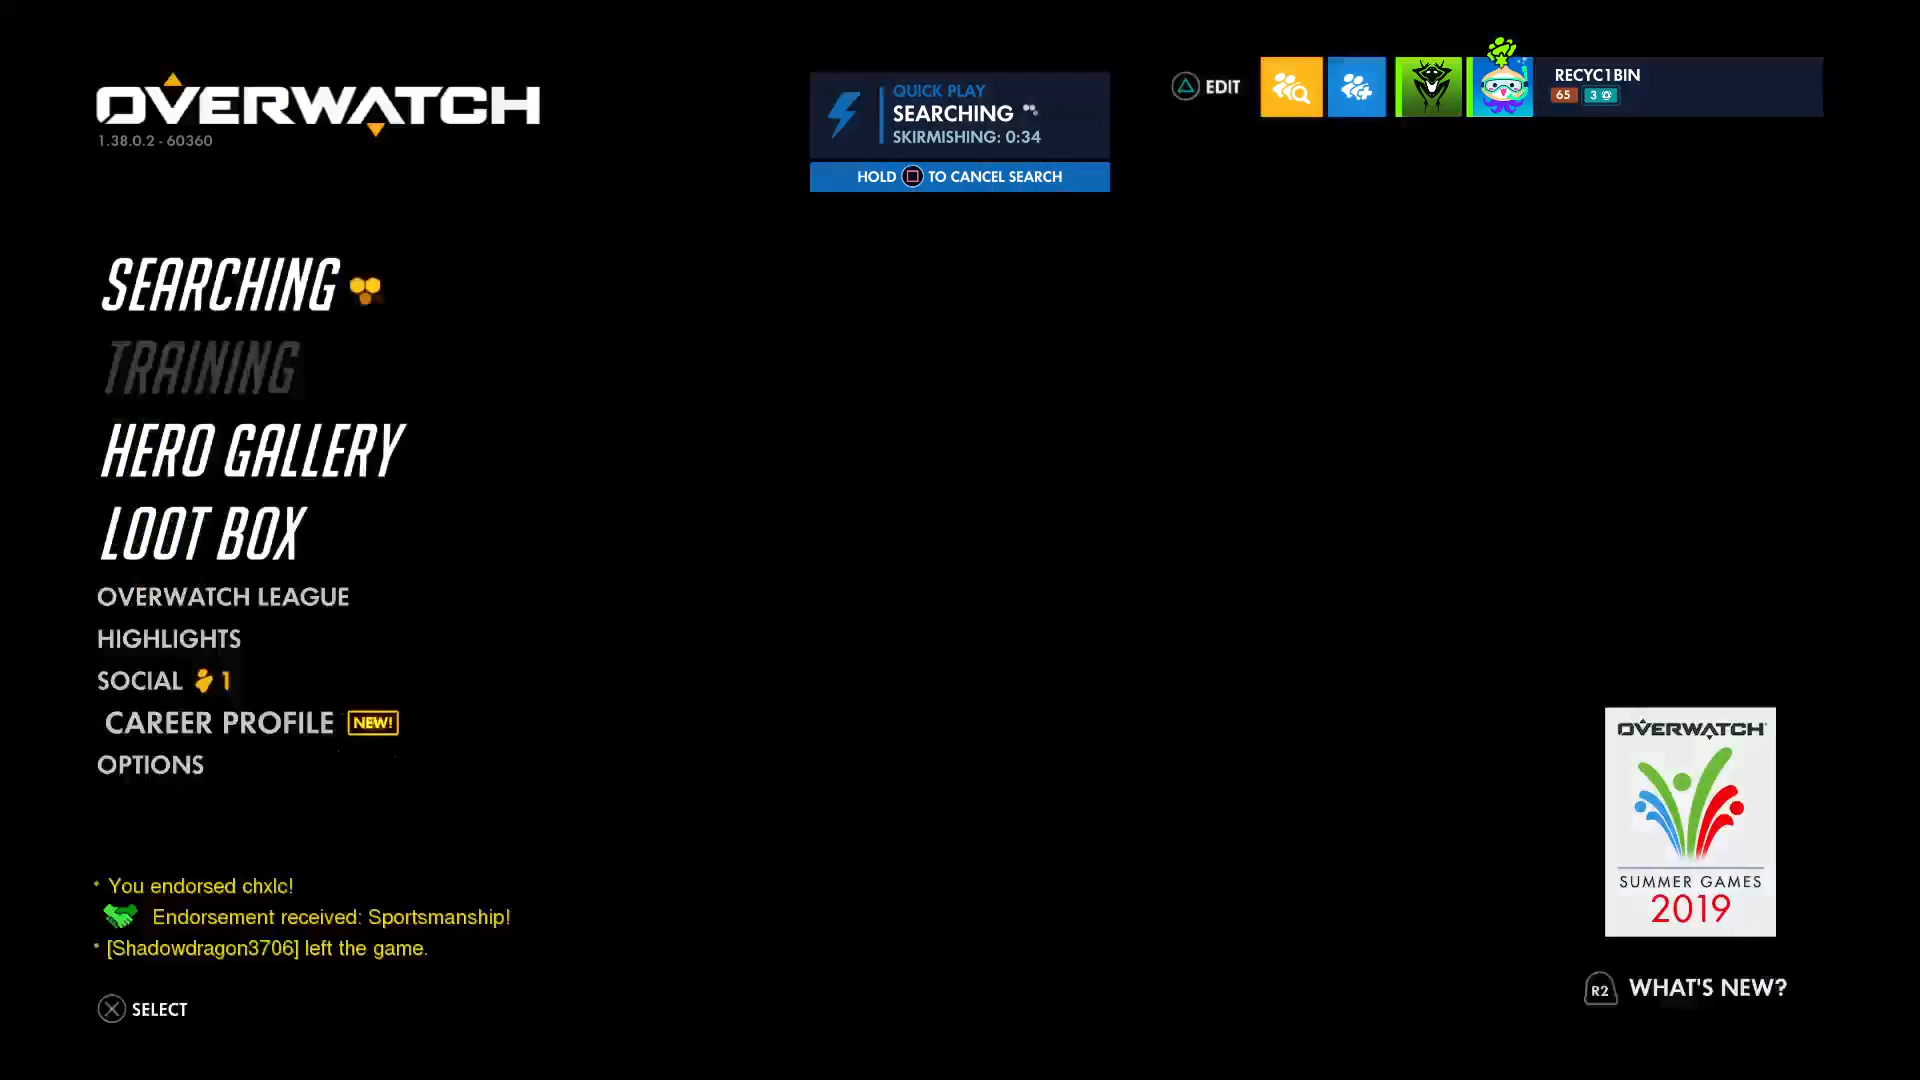 OVERWATCH
1.38.0.2 - 60360
QUICK PLAY
SEARCHING
SKIRMISHING: 0:34
HOLD TO CANCEL SEARCH
EDIT
RECYC1BIN
65 3
SEARCHING
TRAINING
HERO GALLERY
LOOT BOX
OVERWATCH LEAGUE
HIGHLIGHTS
SOCIAL 1
CAREER PROFILE NEW!
OPTIONS
* You endorsed chxlc!
Endorsement received: Sportsmanship!
* [Shadowdragon3706] left the game.
SELECT
OVERWATCH
SUMMER GAMES
2019
R2 WHAT'S NEW?